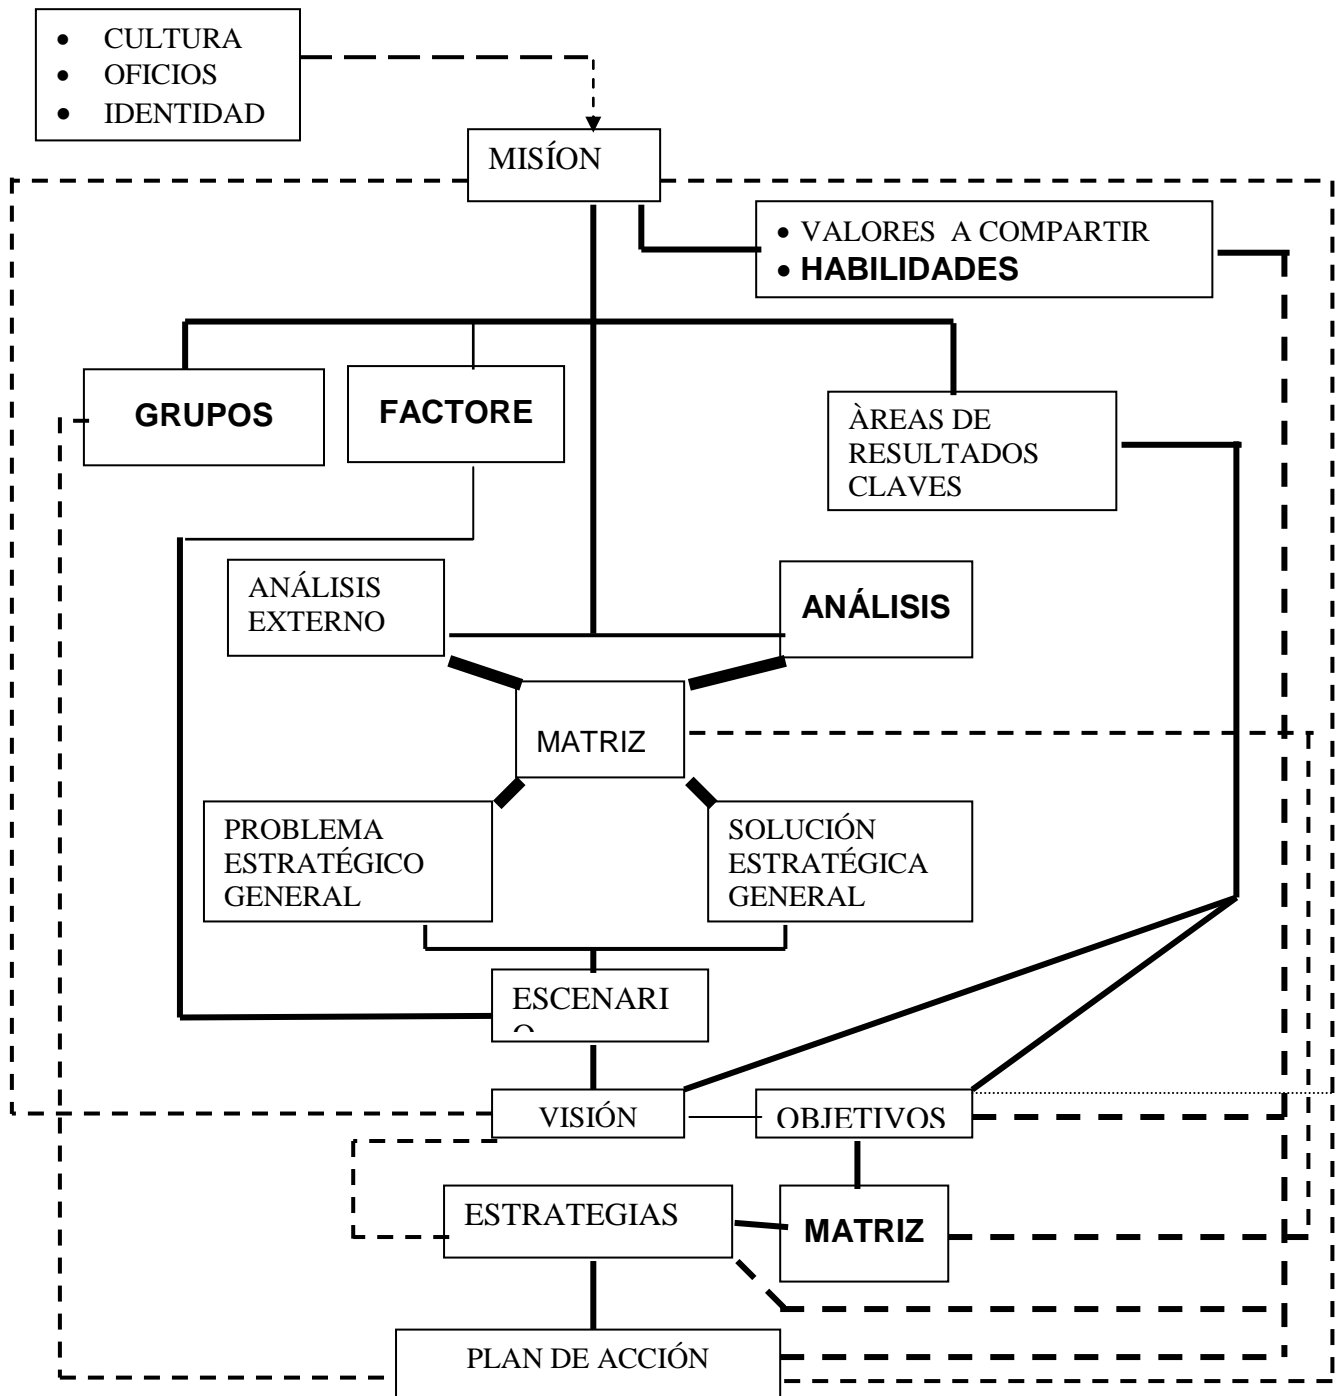 • CULTURA
• OFICIOS
• IDENTIDAD
MISÍON
• VALORES A COMPARTIR
• HABILIDADES
GRUPOS
FACTORE
ÀREAS DE
RESULTADOS
CLAVES
ANÁLISIS
EXTERNO
ANÁLISIS
MATRIZ
PROBLEMA
ESTRATÉGICO
GENERAL
SOLUCIÓN
ESTRATÉGICA
GENERAL
ESCENARI
O
VISIÓN
OBJETIVOS
ESTRATEGIAS
MATRIZ
PLAN DE ACCIÓN